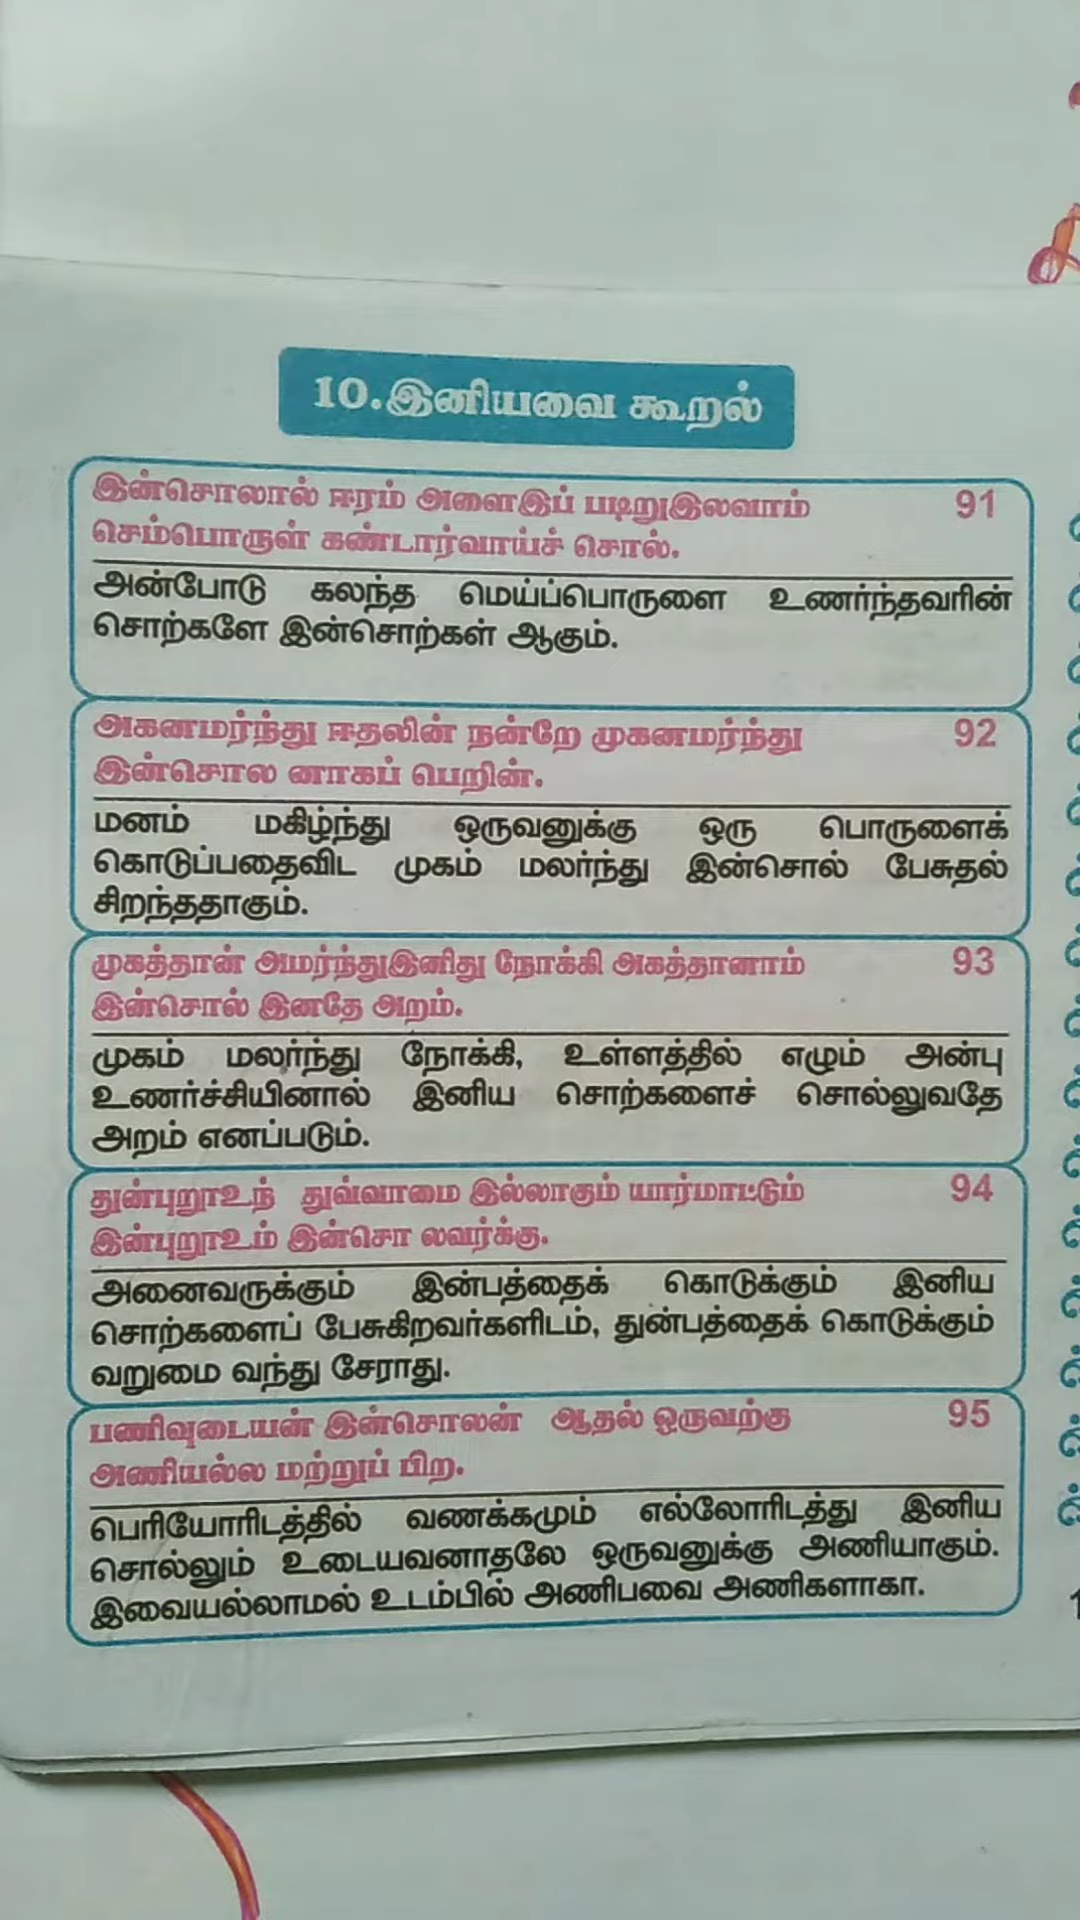 10.இனியவை கூறல்
இன்சொலால் ஈரம் அளைஇப் படிறுஇலவாம் 91
செம்பொருள் கண்டார்வாய்ச் சொல்.
அன்போடு கலந்த மெய்ப்பொருளை உணர்ந்தவரின்
சொற்களே இன்சொற்கள் ஆகும்.
அகனமர்ந்து ஈதலின் நன்றே முகனமர்ந்து 92
இன்சொல னாகப் பெறின்.
மனம் மகிழ்ந்து ஒருவனுக்கு ஒரு பொருளைக்
கொடுப்பதைவிட முகம் மலர்ந்து இன்சொல் பேசுதல்
சிறந்ததாகும்.
முகத்தான் அமர்ந்துஇனிது நோக்கி அகத்தானாம் 93
இன்சொல் இனதே அறம்.
முகம் மலர்ந்து நோக்கி, உள்ளத்தில் எழும் அன்பு
உணர்ச்சியினால் இனிய சொற்களைச் சொல்லுவதே
அறம் எனப்படும்.
துன்புறூஉந் துவ்வாமை இல்லாகும் யார்மாட்டும் 94
இன்புறூஉம் இன்சொ லவர்க்கு.
அனைவருக்கும் இன்பத்தைக் கொடுக்கும் இனிய
சொற்களைப் பேசுகிறவர்களிடம், துன்பத்தைக் கொடுக்கும்
வறுமை வந்து சேராது.
பணிவுடையன் இன்சொலன் ஆதல் ஒருவற்கு 95
அணியல்ல மற்றுப் பிற.
பெரியோரிடத்தில் வணக்கமும் எல்லோரிடத்து இனிய
சொல்லும் உடையவனாதலே ஒருவனுக்கு அணியாகும்.
இவையல்லாமல் உடம்பில் அணிபவை அணிகளாகா.